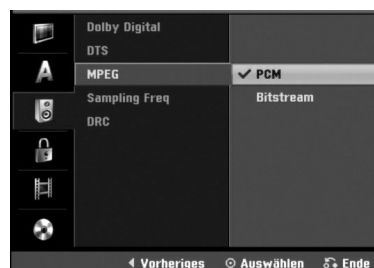 Dolby Digital
DTS
MPEG
✓ PCM
Sampling Freq
Bitstream
DRC
A
Vorheriges
Auswählen
Ende